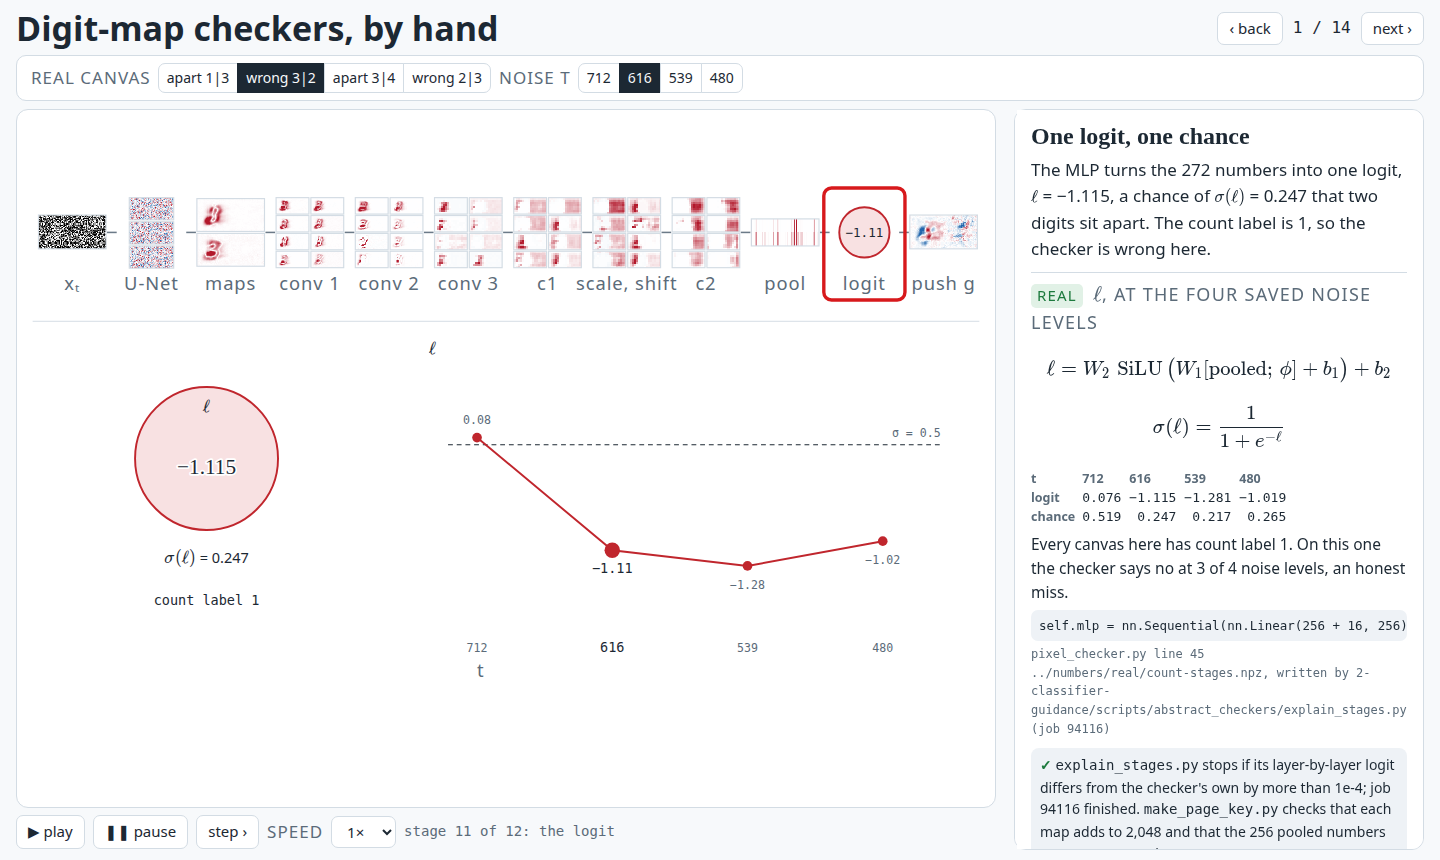 Digit-map checkers, by hand
‹ back 1 / 14 next ›
REAL CANVAS apart 1|3 wrong 3|2 apart 3|4 wrong 2|3 NOISE T 712 616 539 480
−1.11
xₜ U-Net maps conv 1 conv 2 conv 3 c1 scale, shift c2 pool logit push g
ℓ
ℓ
−1.115
σ(ℓ) = 0.247
count label 1
0.08
σ = 0.5
−1.11
−1.28
−1.02
712 616 539 480
t
▶ play ❚❚ pause step › SPEED 1× stage 11 of 12: the logit
One logit, one chance
The MLP turns the 272 numbers into one logit,
ℓ = −1.115, a chance of σ(ℓ) = 0.247 that two
digits sit apart. The count label is 1, so the
checker is wrong here.
REAL ℓ, AT THE FOUR SAVED NOISE
LEVELS
ℓ = W₂ SiLU (W₁[pooled; ϕ] + b₁) + b₂
σ(ℓ) = 1 / (1 + e^{−ℓ})
t 712 616 539 480
logit 0.076 −1.115 −1.281 −1.019
chance 0.519 0.247 0.217 0.265
Every canvas here has count label 1. On this one
the checker says no at 3 of 4 noise levels, an honest
miss.
self.mlp = nn.Sequential(nn.Linear(256 + 16, 256)
pixel_checker.py line 45
../numbers/real/count-stages.npz, written by 2-
classifier-
guidance/scripts/abstract_checkers/explain_stages.py
(job 94116)
✓ explain_stages.py stops if its layer-by-layer logit
differs from the checker's own by more than 1e-4; job
94116 finished. make_page_key.py checks that each
map adds to 2,048 and that the 256 pooled numbers